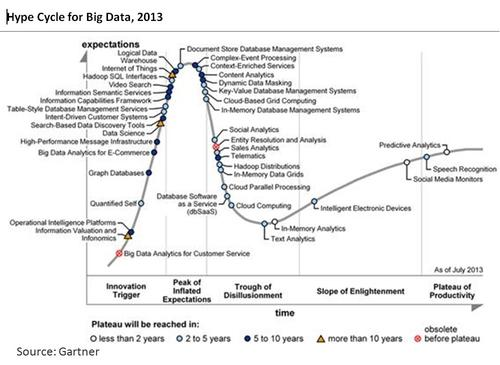 Hype Cycle for Big Data, 2013
expectations
Logical Data
Warehouse
Internet of Things
Hadoop SQL Interfaces
Video Search
Information Semantic Services
Information Capabilities Framework
Table-Style Database Management Services
Intent-Driven Customer Systems
Search-Based Data Discovery Tools
Data Science
High-Performance Message Infrastructure
Big Data Analytics for E-Commerce
Graph Databases
Quantified Self
Operational Intelligence Platforms
Information Valuation and
Infonomics
Big Data Analytics for Customer Service
Document Store Database Management Systems
Complex-Event Processing
Context-Enriched Services
Content Analytics
Dynamic Data Masking
Key-Value Database Management Systems
Cloud-Based Grid Computing
In-Memory Database Management Systems
Social Analytics
Entity Resolution and Analysis
Sales Analytics
Telematics
Hadoop Distributions
In-Memory Data Grids
Cloud Parallel Processing
Database Software
as a Service
(dbSaaS)
Cloud Computing
In-Memory Analytics
Text Analytics
Intelligent Electronic Devices
Predictive Analytics
Speech Recognition
Social Media Monitors
As of July 2013
Innovation
Trigger
Peak of
Inflated
Expectations
Trough of
Disillusionment
Slope of Enlightenment
Plateau of
Productivity
time
Plateau will be reached in:
less than 2 years
2 to 5 years
5 to 10 years
more than 10 years
obsolete
before plateau
Source: Gartner